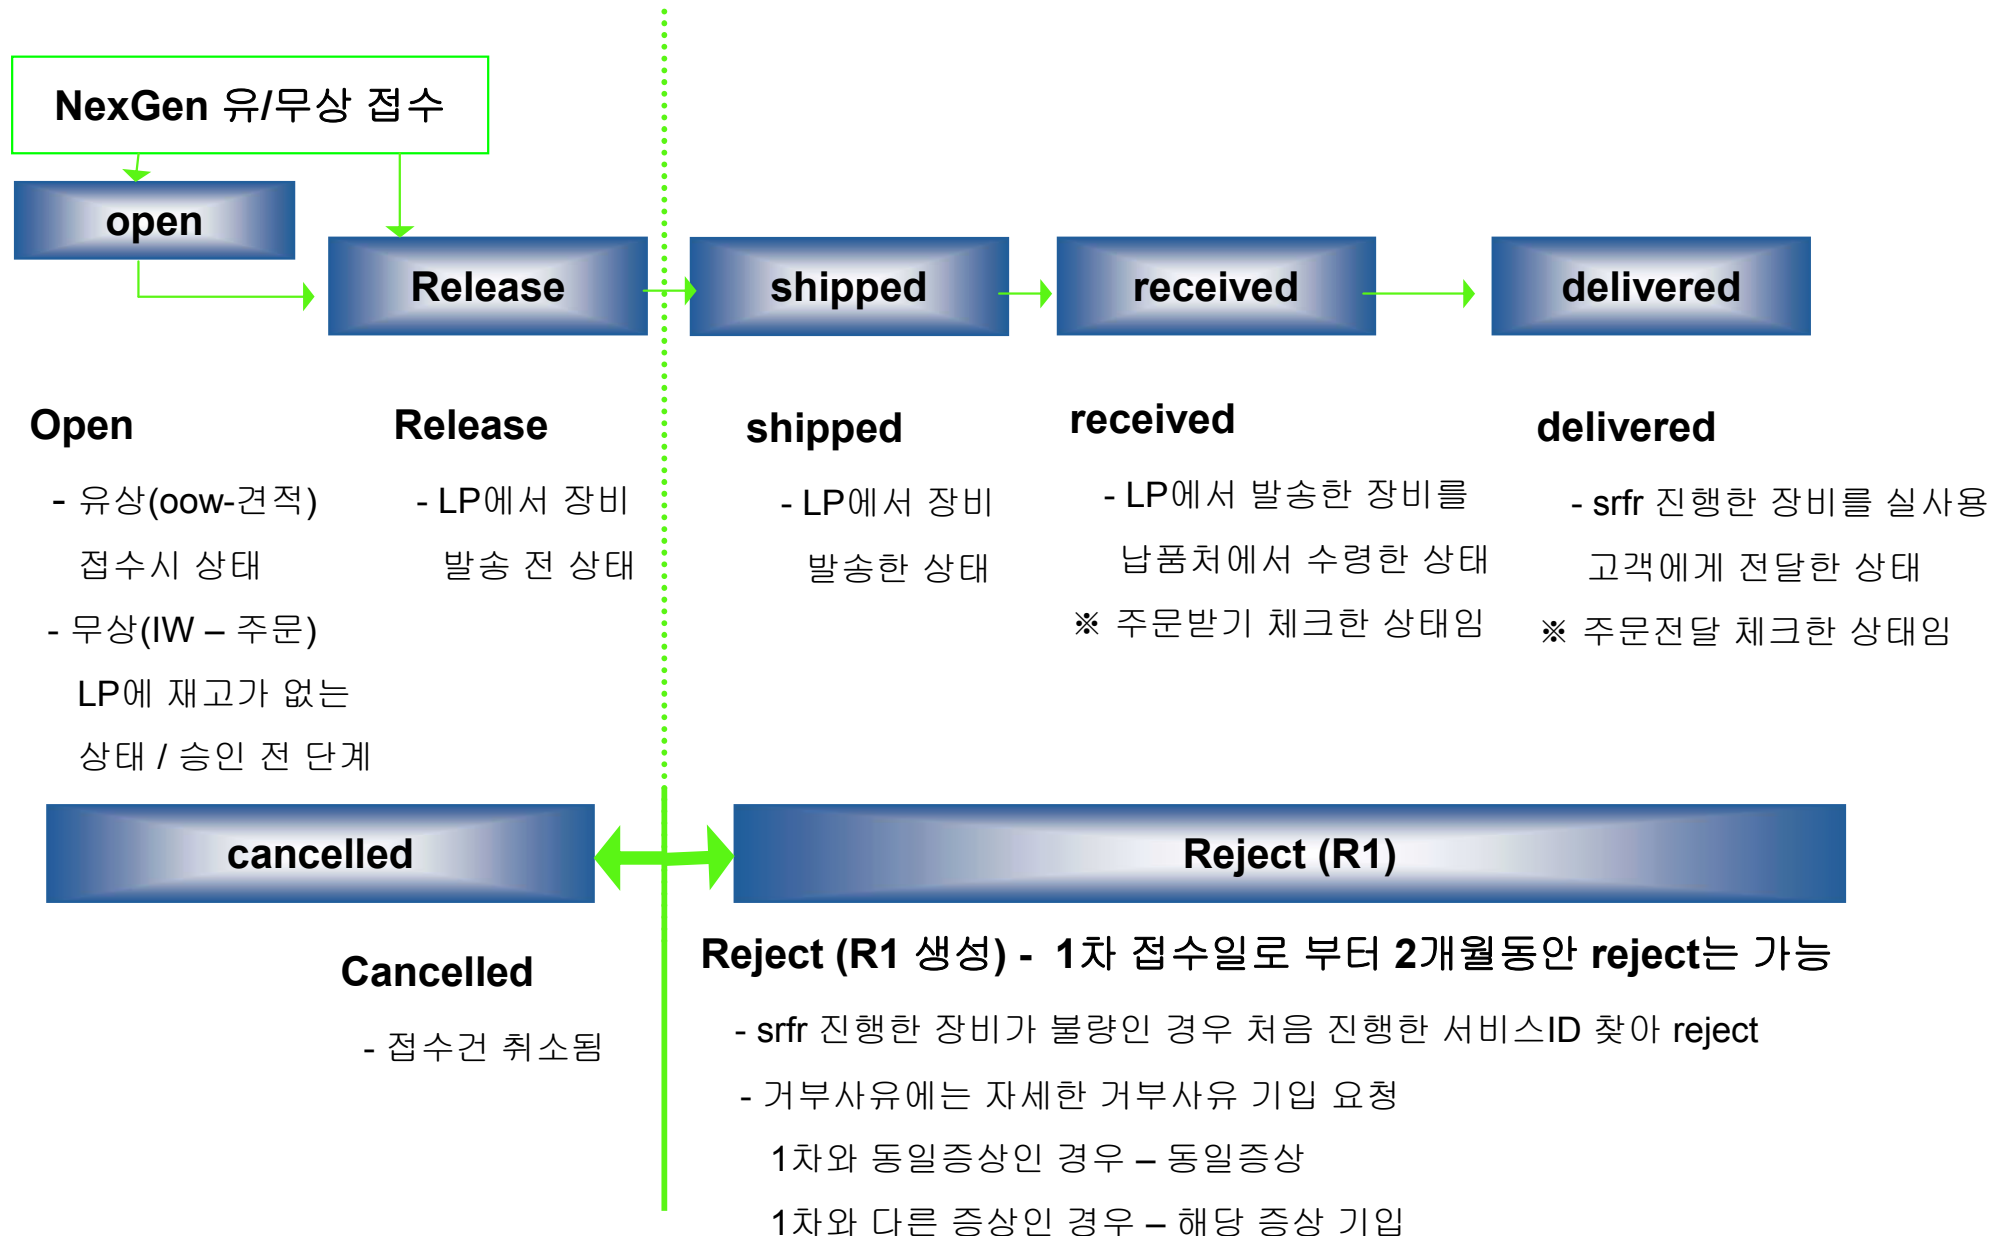 NexGen 유/무상 접수
open
Release
shipped
received
delivered
Open
- 유상(oow-견적)
접수시 상태
- 무상(IW – 주문)
LP에 재고가 없는
상태 / 승인 전 단계
Release
- LP에서 장비
발송 전 상태
shipped
- LP에서 장비
발송한 상태
received
- LP에서 발송한 장비를
납품처에서 수령한 상태
※ 주문받기 체크한 상태임
delivered
- srfr 진행한 장비를 실사용
고객에게 전달한 상태
※ 주문전달 체크한 상태임
cancelled
Reject (R1)
Cancelled
- 접수건 취소됨
Reject (R1 생성) - 1차 접수일로 부터 2개월동안 reject는 가능
- srfr 진행한 장비가 불량인 경우 처음 진행한 서비스ID 찾아 reject
- 거부사유에는 자세한 거부사유 기입 요청
1차와 동일증상인 경우 – 동일증상
1차와 다른 증상인 경우 – 해당 증상 기입